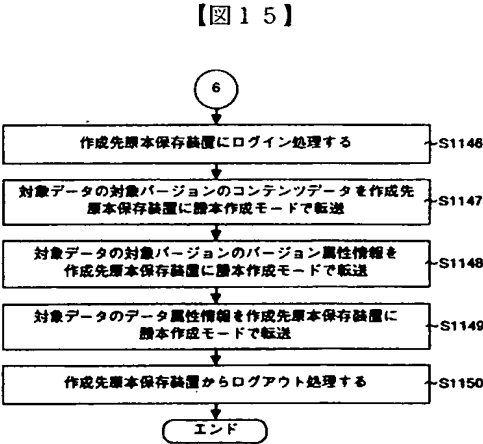 【図１５】
6
作成先原本保存装置にログイン処理する
S1146
対象データの対象バージョンのコンテンツデータを作成先
原本保存装置に謄本作成モードで転送
S1147
対象データの対象バージョンのバージョン属性情報を
作成先原本保存装置に謄本作成モードで転送
S1148
対象データのデータ属性情報を作成先原本保存装置に
謄本作成モードで転送
S1149
作成先原本保存装置からログアウト処理する
S1150
エンド